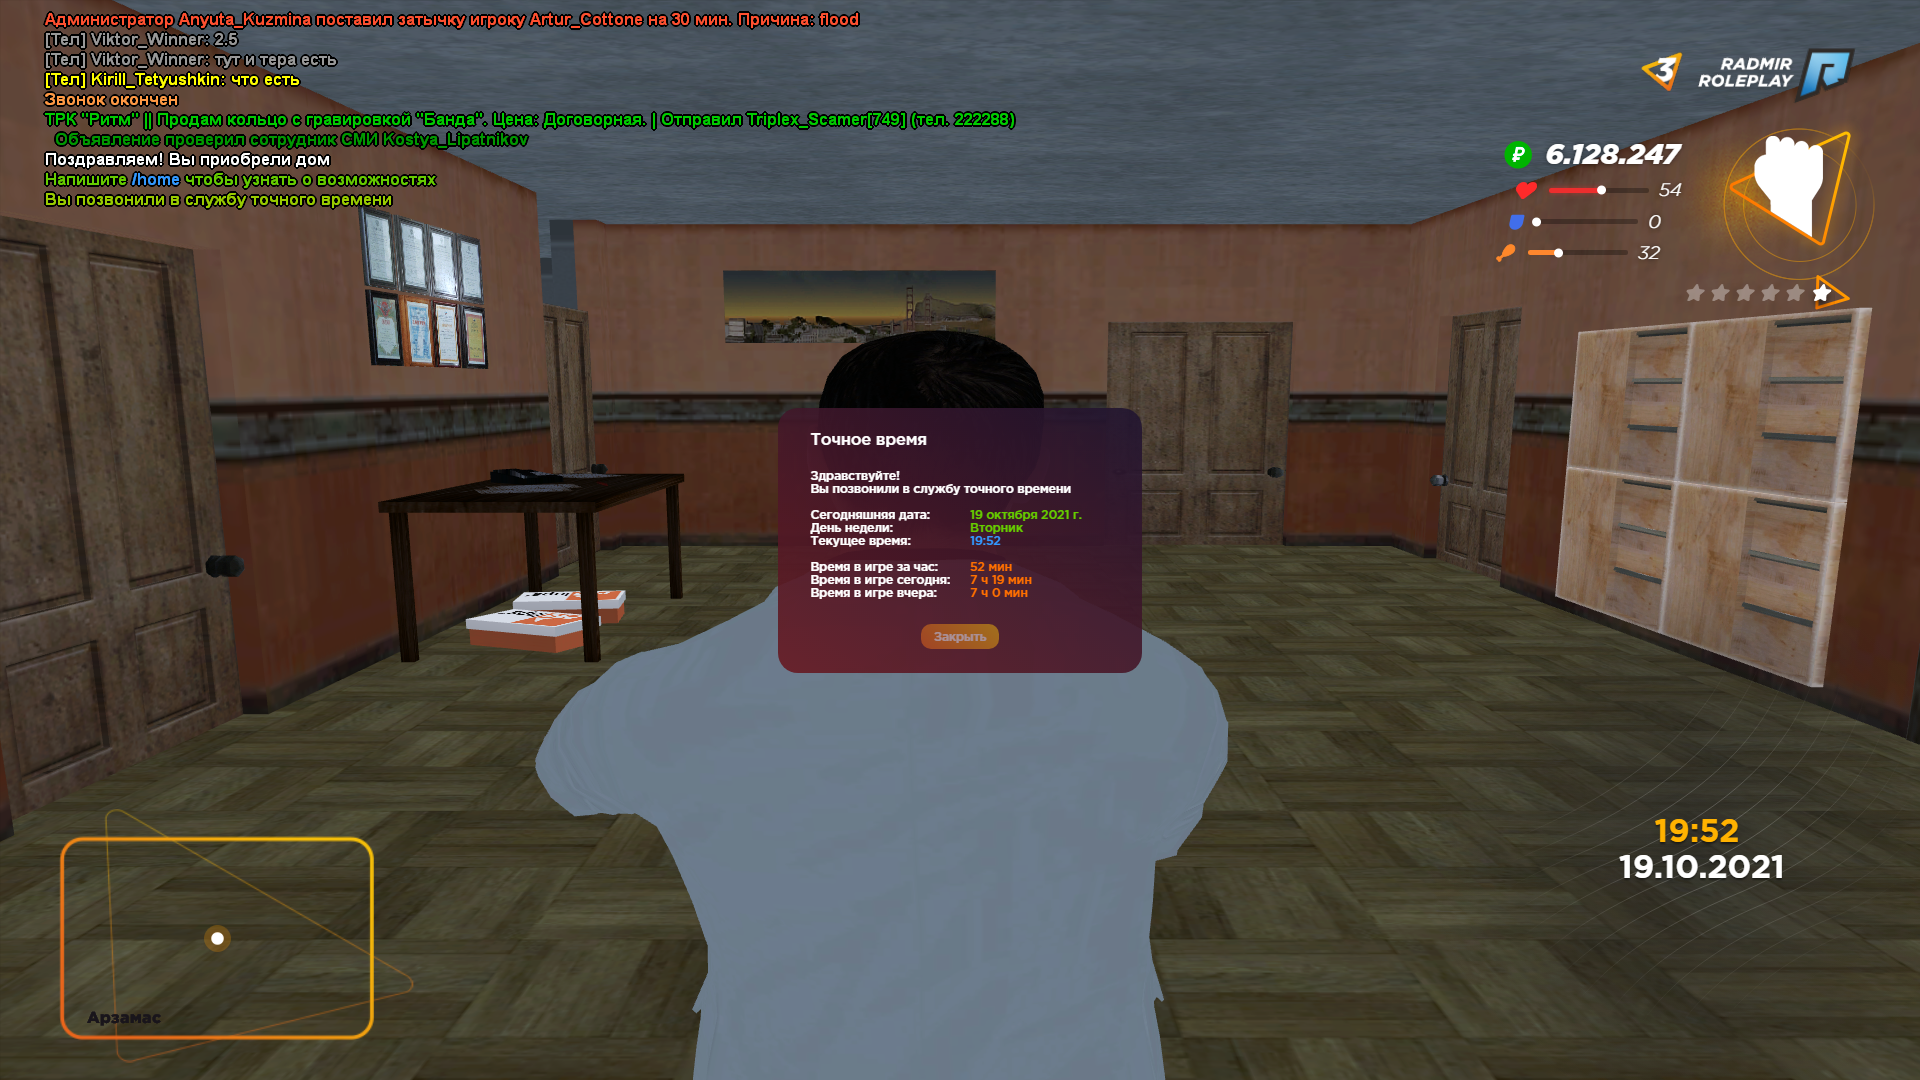 Администратор Anyuta_Kuzmina поставил затычку игроку Artur_Cottone на 30 мин. Причина: flood
[Тел] Viktor_Winner: 2.5
[Тел] Viktor_Winner: тут и тера есть
[Тел] Kirill_Tetyushkin: что есть
Звонок окончен
ТРК "Ритм" || Продам кольцо с гравировкой "Банда". Цена: Договорная. | Отправил Triplex_Scamer[749] (тел. 222288)
Объявление проверил сотрудник СМИ Kostya_Lipatnikov
Поздравляем! Вы приобрели дом
Напишите /home чтобы узнать о возможностях
Вы позвонили в службу точного времени
3
RADMIR
ROLEPLAY
₽ 6.128.247
54
0
32
Точное время
Здравствуйте!
Вы позвонили в службу точного времени
Сегодняшняя дата: 19 октября 2021 г.
День недели: Вторник
Текущее время: 19:52
Время в игре за час: 52 мин
Время в игре сегодня: 7 ч 19 мин
Время в игре вчера: 7 ч 0 мин
Закрыть
19:52
19.10.2021
Арзамас